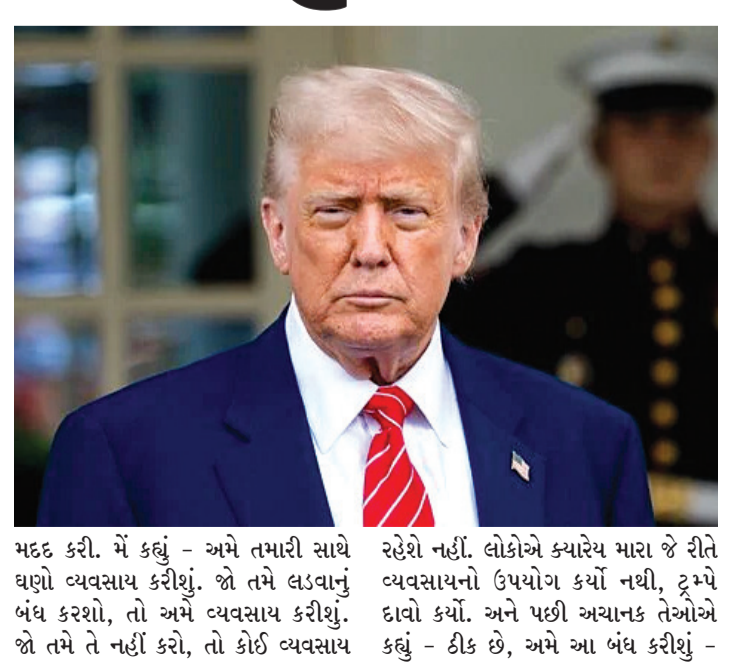 મદદ કરી. મેં કહ્યું – અમે તમારી સાથે
ઘણો વ્યવસાય કરીશું. જો તમે લડવાનું
બંધ કરશો, તો અમે વ્યવસાય કરીશું.
જો તમે તે નહીં કરો, તો કોઈ વ્યવસાય
રહેશે નહીં. લોકોએ ક્યારેય મારા જે રીતે
વ્યવસાયનો ઉપયોગ કર્યો નથી, ટ્રમ્પે
દાવો કર્યો. અને પછી અચાનક તેઓએ
કહ્યું – ઠીક છે, અમે આ બંધ કરીશું –